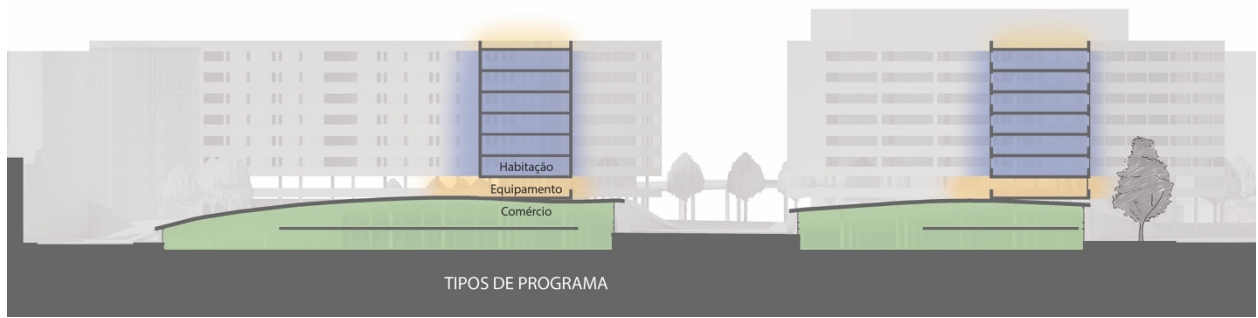 Habitação
Equipamento
Comércio
TIPOS DE PROGRAMA